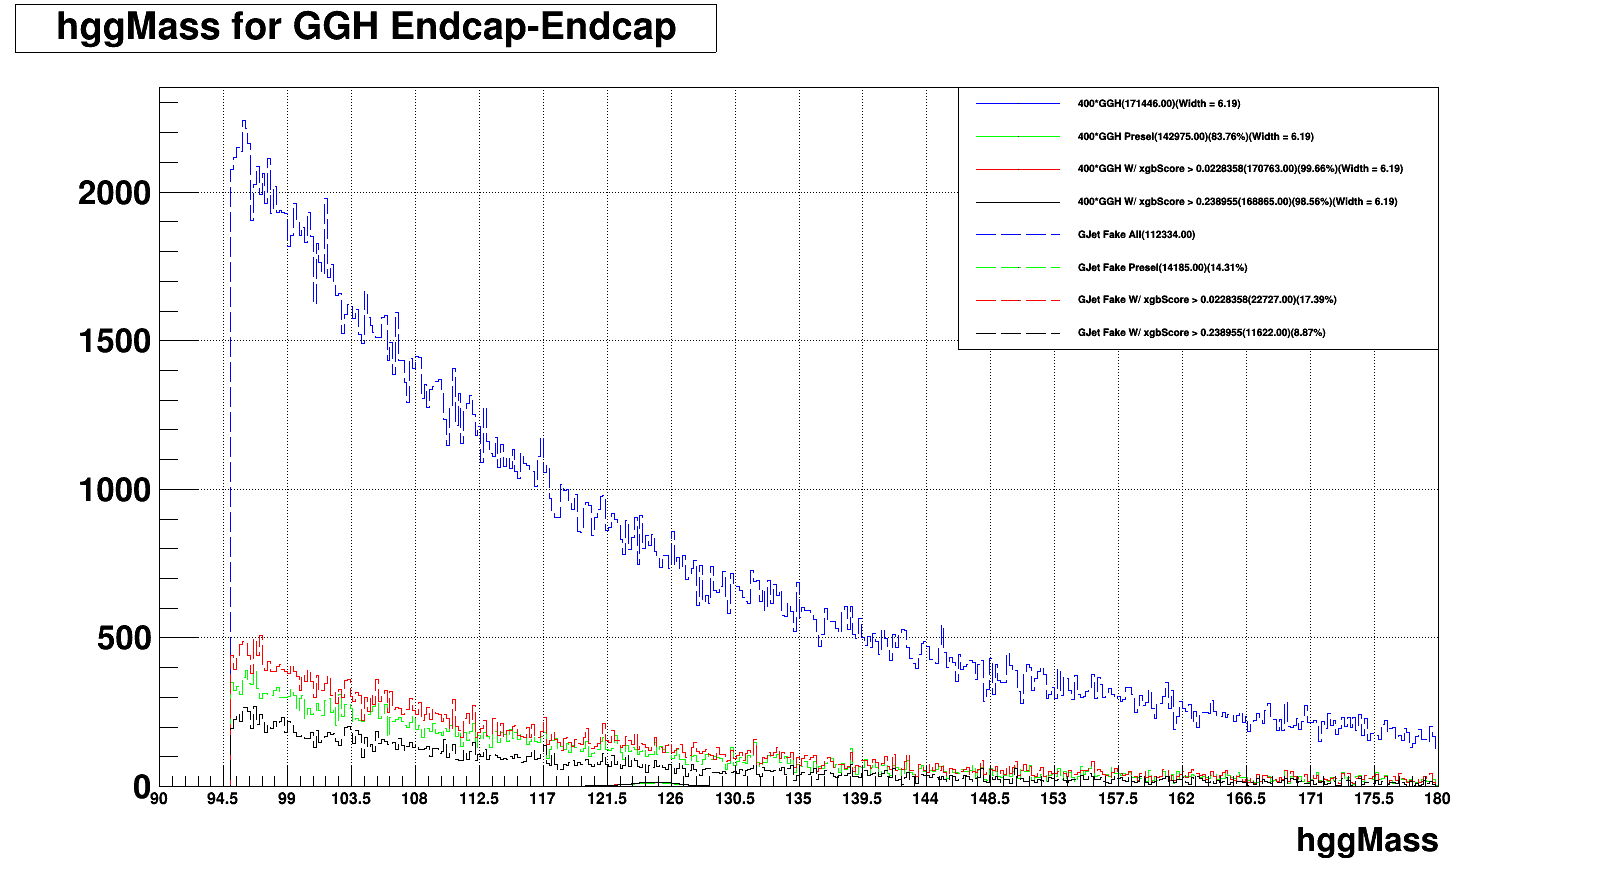 hggMass for GGH Endcap-Endcap
400*GGH(171446.00)(Width = 6.19)
400*GGH Presel(142975.00)(83.76%)(Width = 6.19)
400*GGH W/ xgbScore > 0.0228358(170763.00)(99.66%)(Width = 6.19)
400*GGH W/ xgbScore > 0.238955(168865.00)(98.56%)(Width = 6.19)
GJet Fake All(112334.00)
GJet Fake Presel(14185.00)(14.31%)
GJet Fake W/ xgbScore > 0.0228358(22727.00)(17.39%)
GJet Fake W/ xgbScore > 0.238955(11622.00)(8.87%)
2000
1500
1000
500
0
90 94.5 99 103.5 108 112.5 117 121.5 126 130.5 135 139.5 144 148.5 153 157.5 162 166.5 171 175.5 180
hggMass